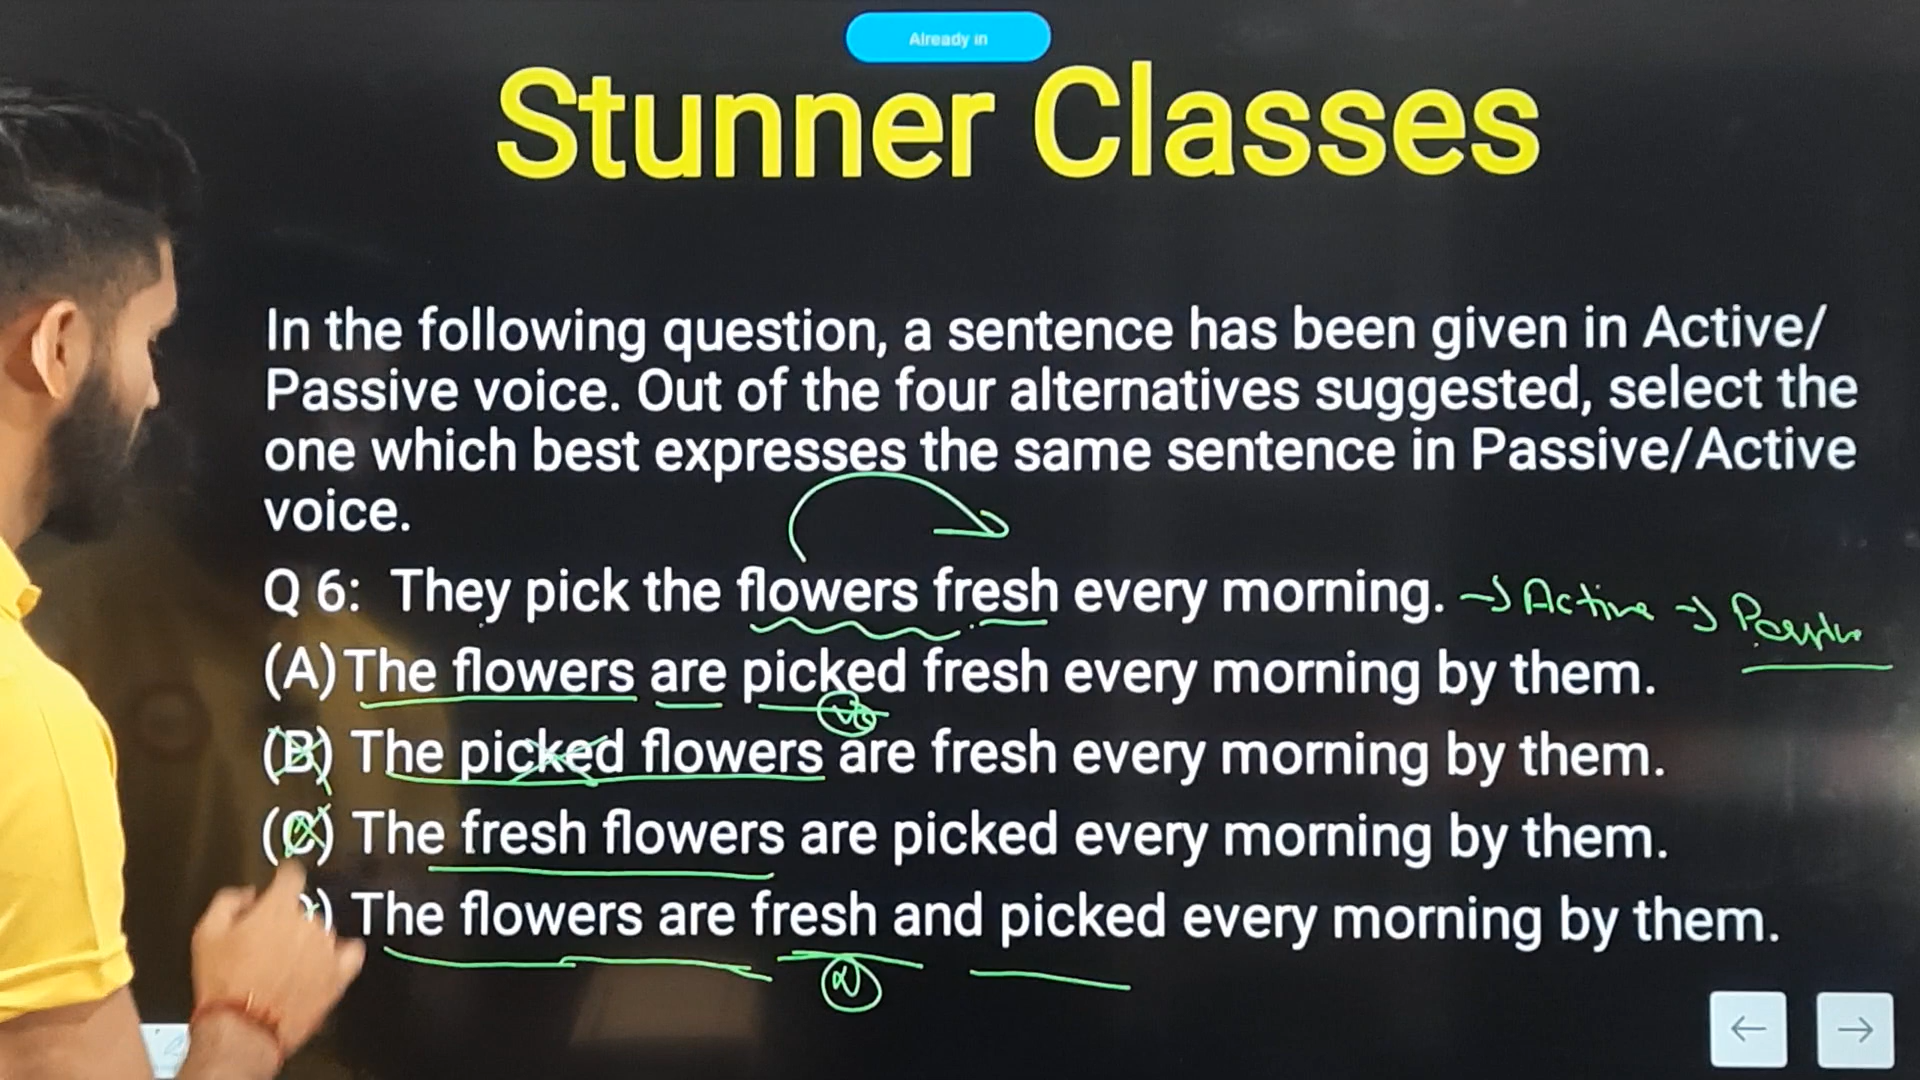 Already in
Stunner Classes
In the following question, a sentence has been given in Active/
Passive voice. Out of the four alternatives suggested, select the
one which best expresses the same sentence in Passive/Active
voice.
Q 6: They pick the flowers fresh every morning. → Active → Passive
(A) The flowers are picked fresh every morning by them.
(B) The picked flowers are fresh every morning by them.
(C) The fresh flowers are picked every morning by them.
) The flowers are fresh and picked every morning by them.